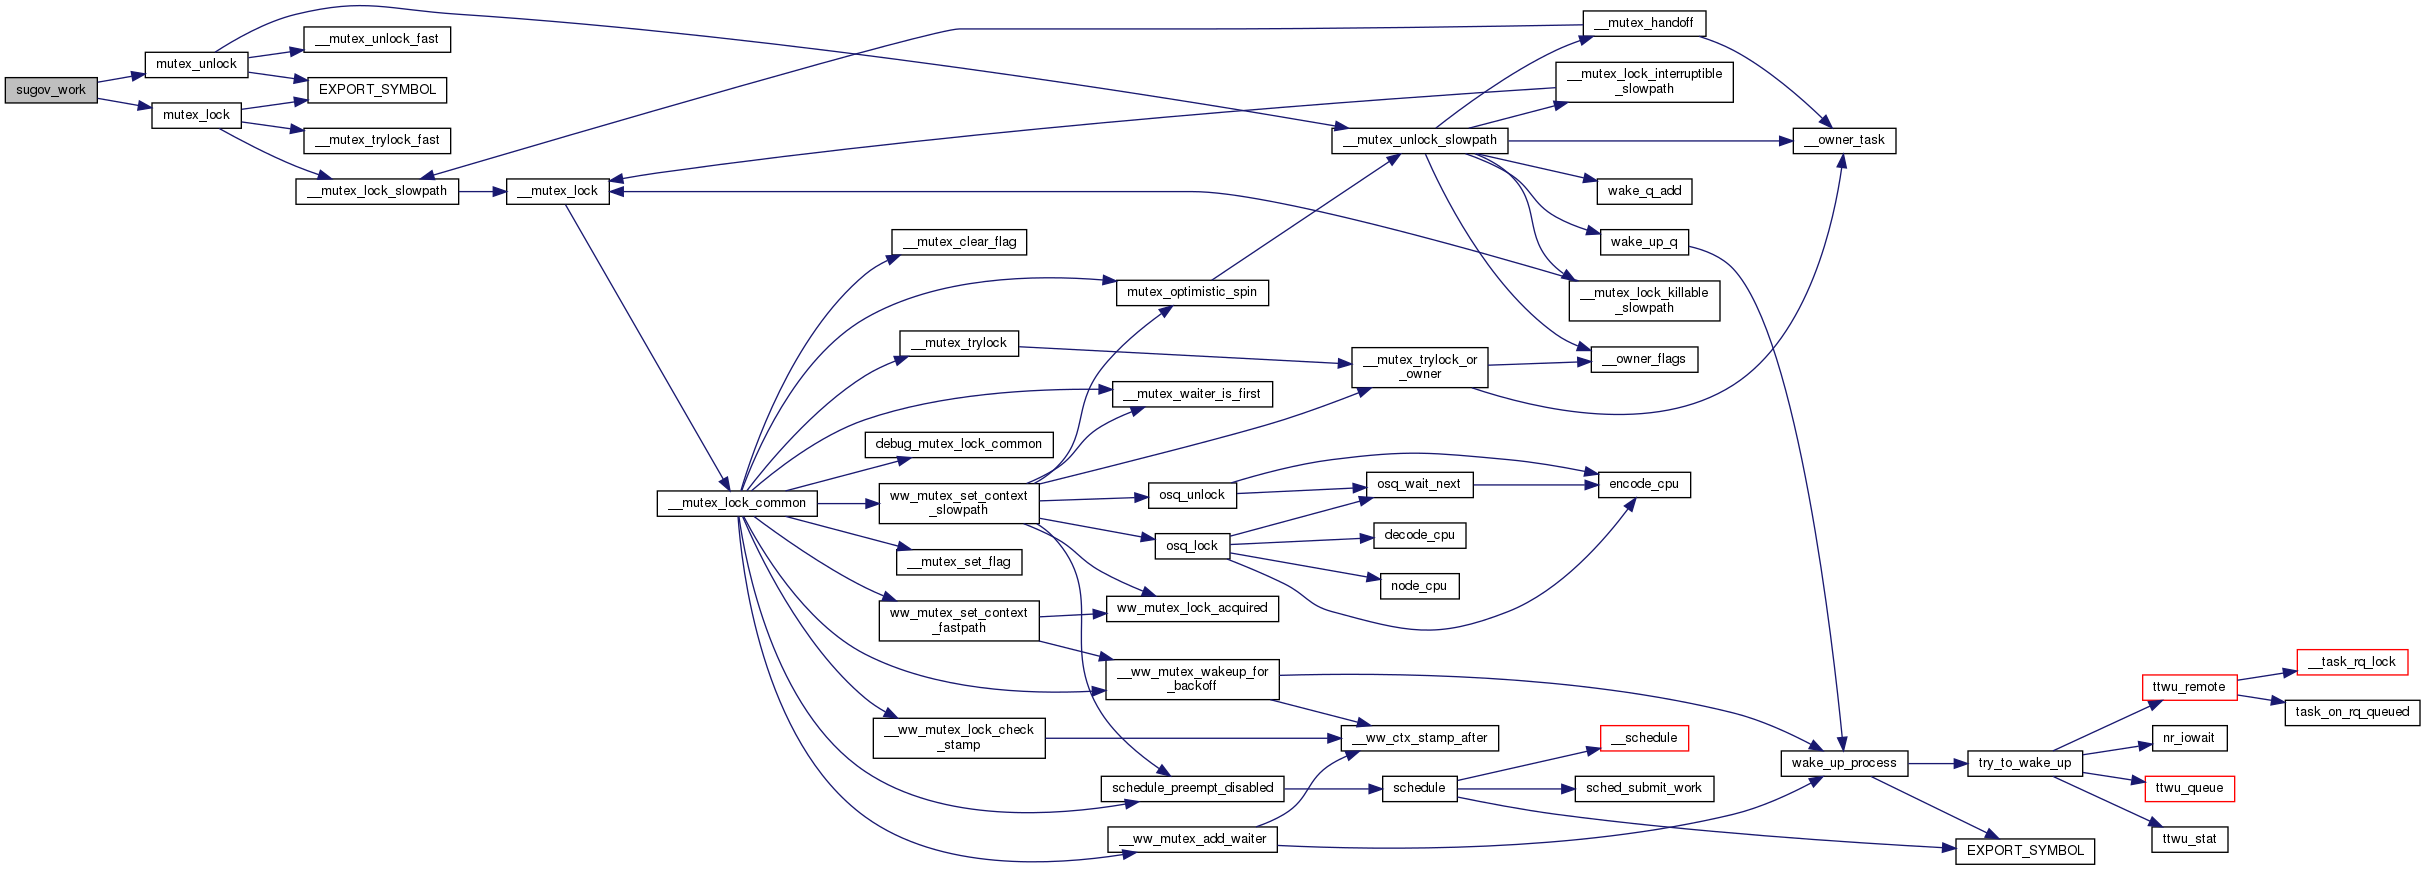 sugov_work
mutex_unlock
mutex_lock
__mutex_unlock_fast
EXPORT_SYMBOL
__mutex_trylock_fast
__mutex_lock_slowpath
__mutex_lock
__mutex_lock_common
__mutex_clear_flag
__mutex_trylock
debug_mutex_lock_common
ww_mutex_set_context
_slowpath
__mutex_set_flag
ww_mutex_set_context
_fastpath
__ww_mutex_lock_check
_stamp
mutex_optimistic_spin
__mutex_waiter_is_first
osq_unlock
osq_lock
ww_mutex_lock_acquired
__ww_mutex_wakeup_for
_backoff
schedule_preempt_disabled
__ww_mutex_add_waiter
__mutex_unlock_slowpath
__mutex_trylock_or
_owner
osq_wait_next
decode_cpu
node_cpu
__ww_ctx_stamp_after
schedule
__mutex_handoff
__mutex_lock_interruptible
_slowpath
wake_q_add
wake_up_q
__mutex_lock_killable
_slowpath
__owner_flags
encode_cpu
__schedule
sched_submit_work
__owner_task
wake_up_process
try_to_wake_up
EXPORT_SYMBOL
ttwu_remote
nr_iowait
ttwu_queue
ttwu_stat
__task_rq_lock
task_on_rq_queued